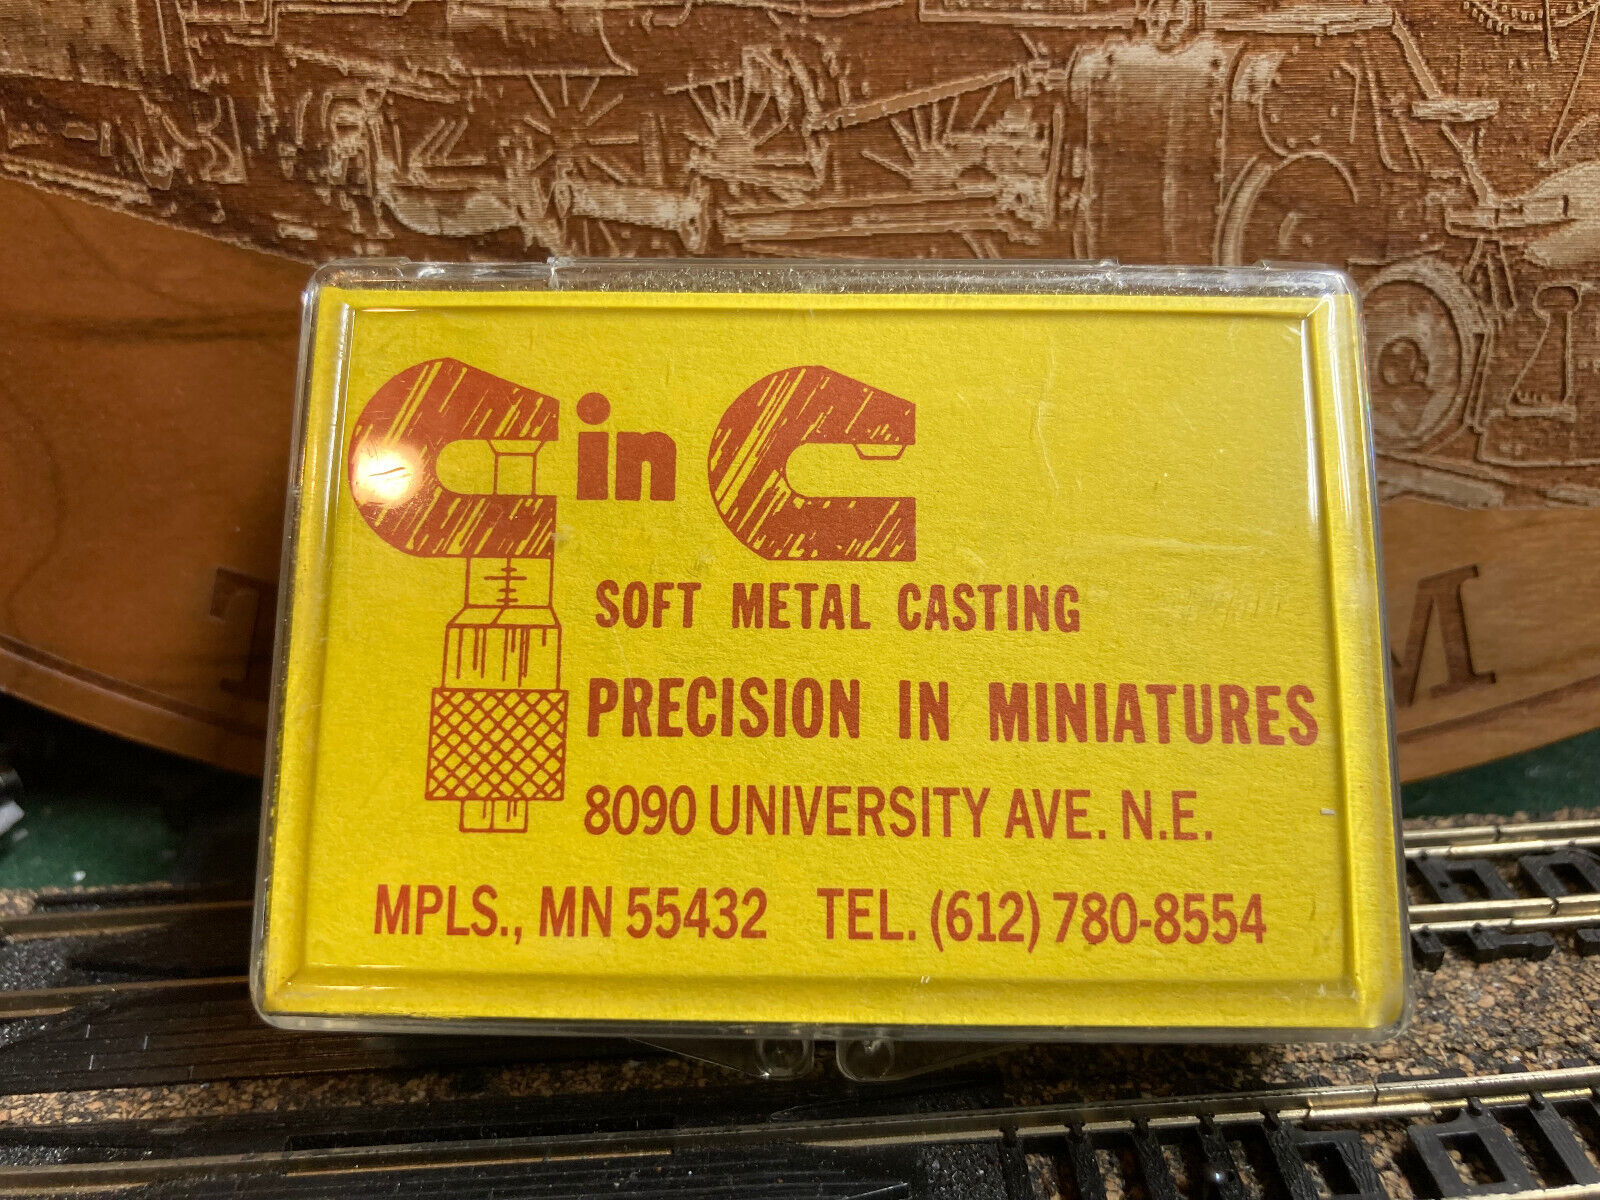 C in C
SOFT METAL CASTING
PRECISION IN MINIATURES
8090 UNIVERSITY AVE. N.E.
MPLS., MN 55432 TEL. (612) 780-8554
T
M